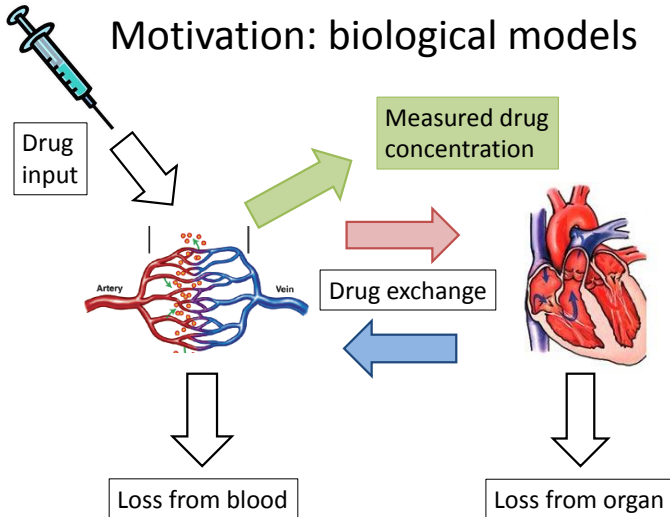 Motivation: biological models
Drug
input
Measured drug
concentration
Artery
Vein
Drug exchange
Loss from blood
Loss from organ